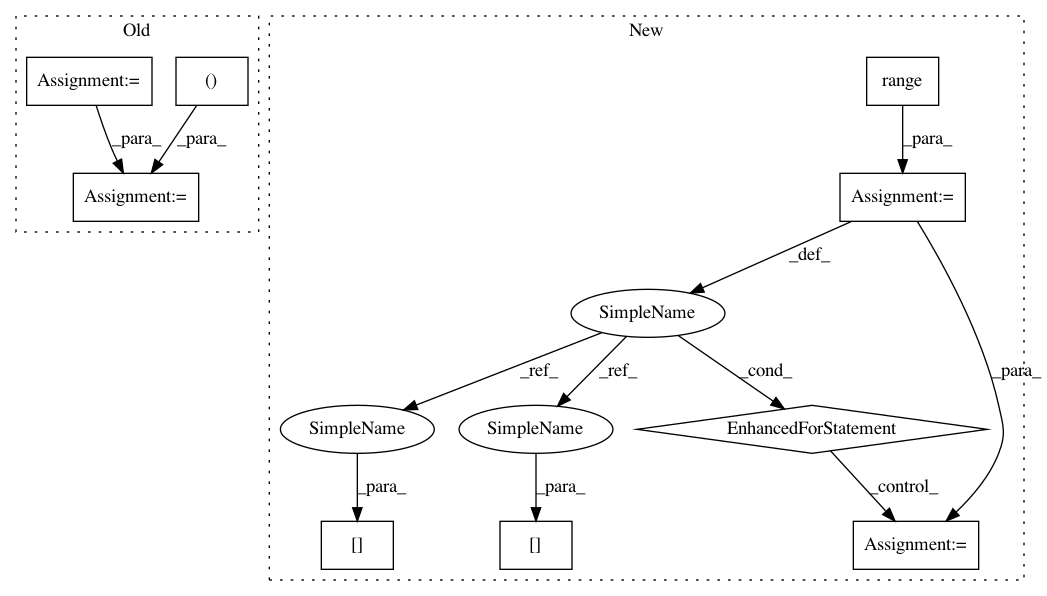 Old
New
Assignment:=
()
range
_para_
_para_
_para_
Assignment:=
Assignment:=
_def_
SimpleName
_ref_
_ref_
_cond_
_para_
SimpleName
SimpleName
EnhancedForStatement
_para_
_para_
_control_
[]
[]
Assignment:=